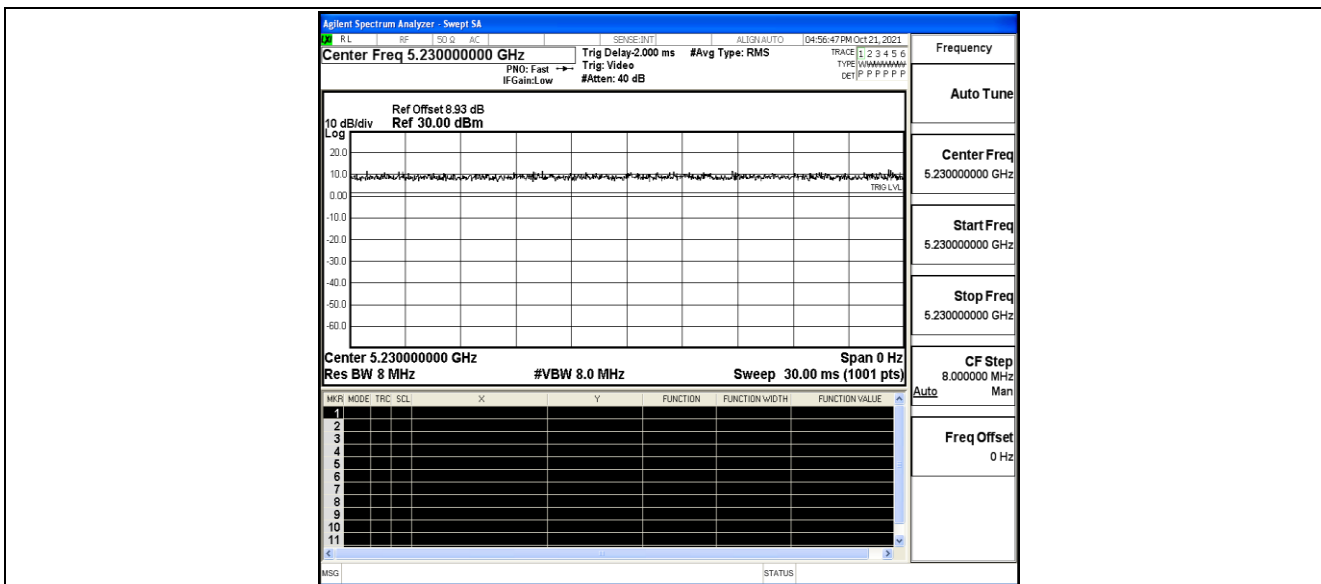 Agilent Spectrum Analyzer - Swept SA
LXI RL RF 50 Ω AC SENSE:INT ALIGNAUTO 04:56:47 PM Oct 21, 2021
Center Freq 5.230000000 GHz
PNO: Fast
IFGain:Low
Trig Delay-2.000 ms
Trig: Video
#Atten: 40 dB
#Avg Type: RMS
TRACE 1 2 3 4 5 6
TYPE
DET P P P P P P
Ref Offset 8.93 dB
10 dB/div Ref 30.00 dBm
Log
20.0
10.0
TRIG LVL
0.00
-10.0
-20.0
-30.0
-40.0
-50.0
-60.0
Center 5.230000000 GHz Span 0 Hz
Res BW 8 MHz #VBW 8.0 MHz Sweep 30.00 ms (1001 pts)
MKR MODE TRC SCL X Y FUNCTION FUNCTION WIDTH FUNCTION VALUE
1
2
3
4
5
6
7
8
9
10
11
MSG STATUS
Frequency
Auto Tune
Center Freq
5.230000000 GHz
Start Freq
5.230000000 GHz
Stop Freq
5.230000000 GHz
CF Step
8.000000 MHz
Auto Man
Freq Offset
0 Hz